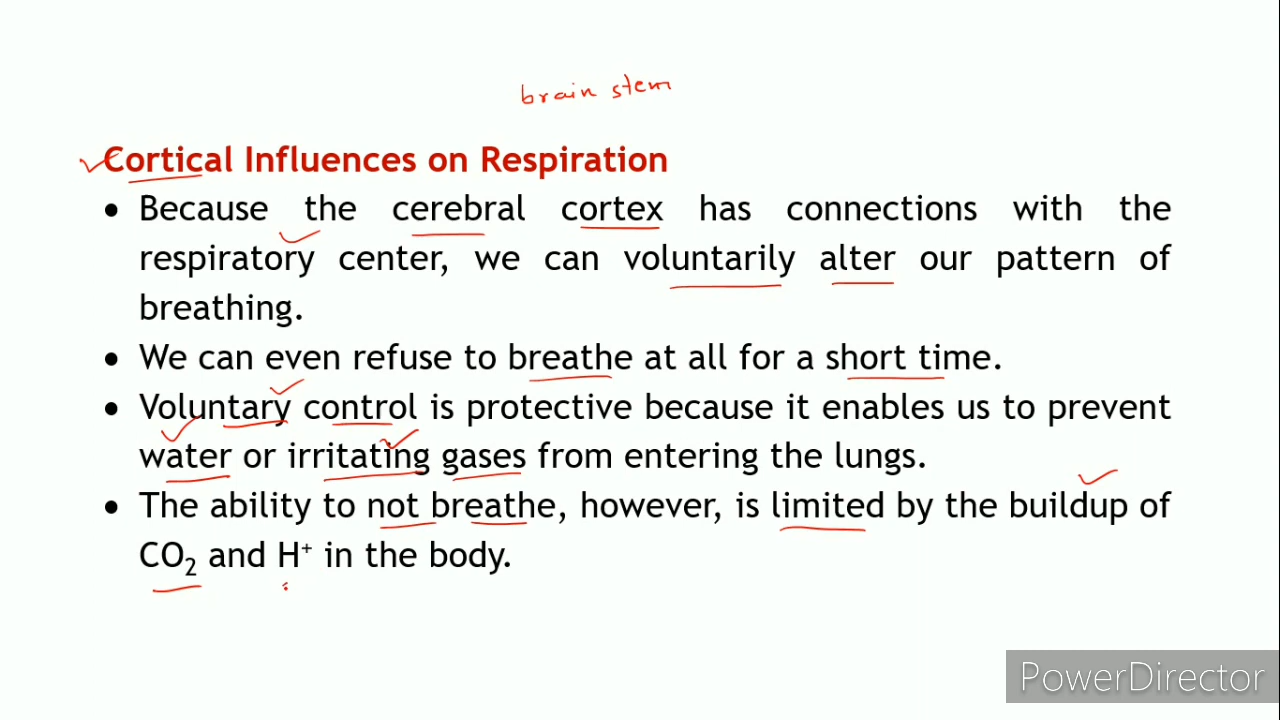 brain stem
Cortical Influences on Respiration
• Because the cerebral cortex has connections with the
respiratory center, we can voluntarily alter our pattern of
breathing.
• We can even refuse to breathe at all for a short time.
• Voluntary control is protective because it enables us to prevent
water or irritating gases from entering the lungs.
• The ability to not breathe, however, is limited by the buildup of
CO₂ and H⁺ in the body.
PowerDirector